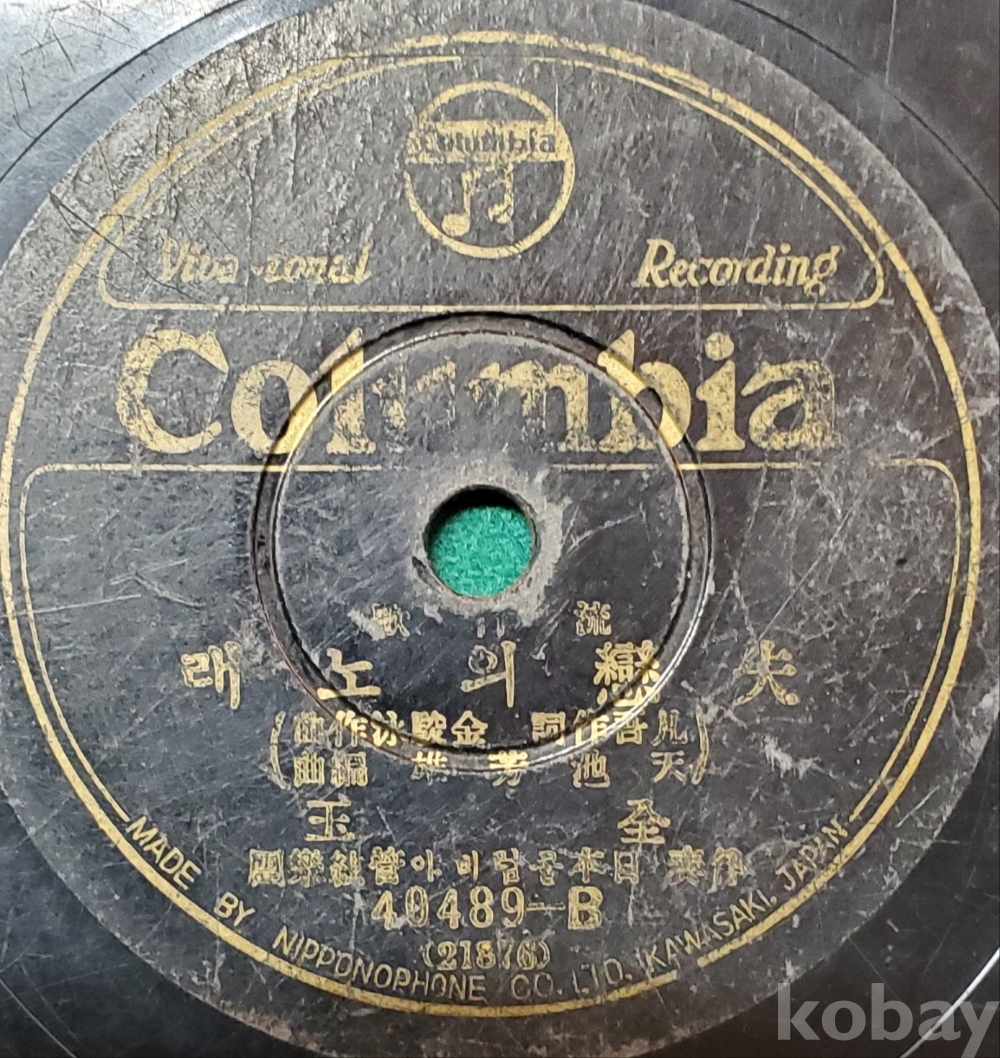 Columbia
Viva-tonal Recording
Columbia
流行歌
失戀의노래
(凡吾作詞 金駿泳作曲
天池芳雄編曲)
全玉
伴奏 日本콜럼비아管絃樂團
40489-B
(21876)
MADE BY NIPPONOPHONE CO. LTD. KAWASAKI, JAPAN
kobay